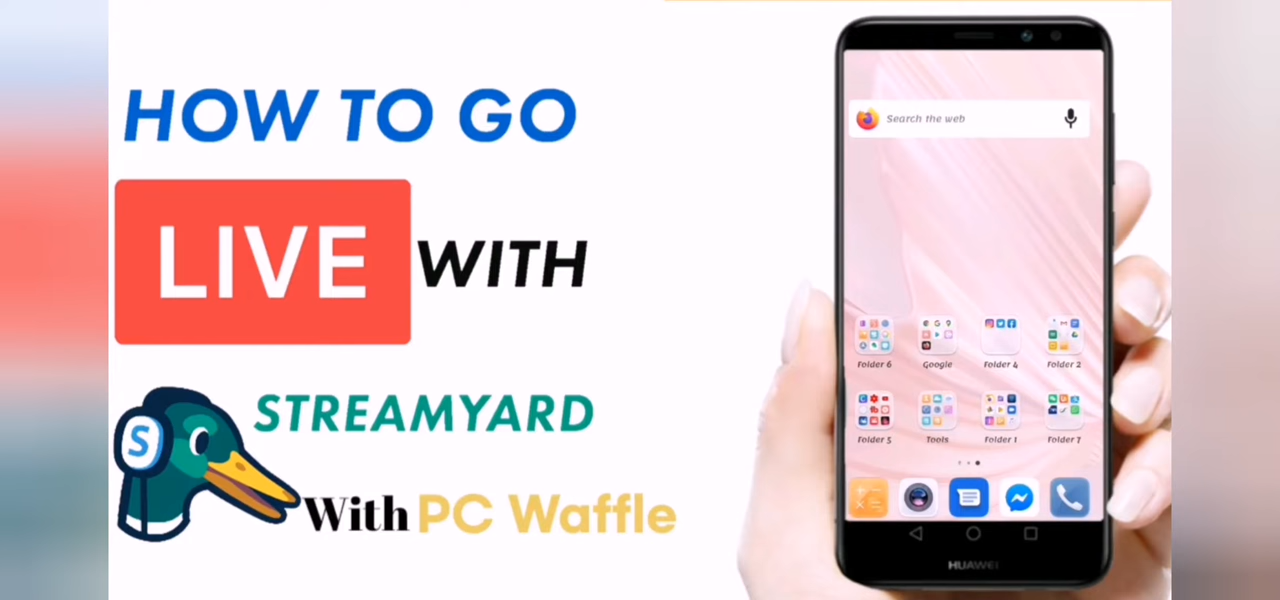 HOW TO GO
LIVE WITH
S
STREAMYARD
With PC Waffle
Search the web
Folder 6 Google Folder 4 Folder 2
Folder 5 Tools Folder 1 Folder 7
HUAWEI